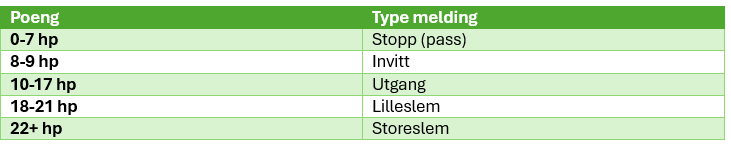 Poeng Type melding
0-7 hp Stopp (pass)
8-9 hp Invitt
10-17 hp Utgang
18-21 hp Lilleslem
22+ hp Storeslem